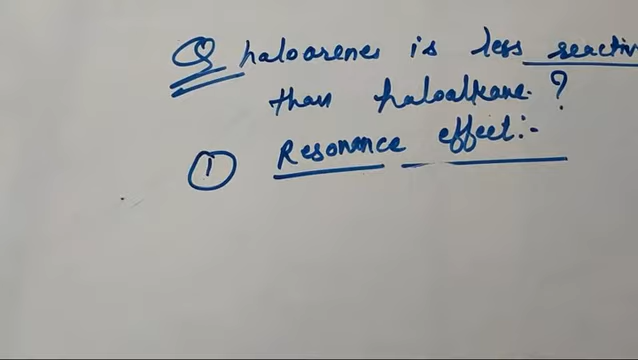 Q haloarenes is less reactiv
than haloalkane ?
① Resonance effect:-